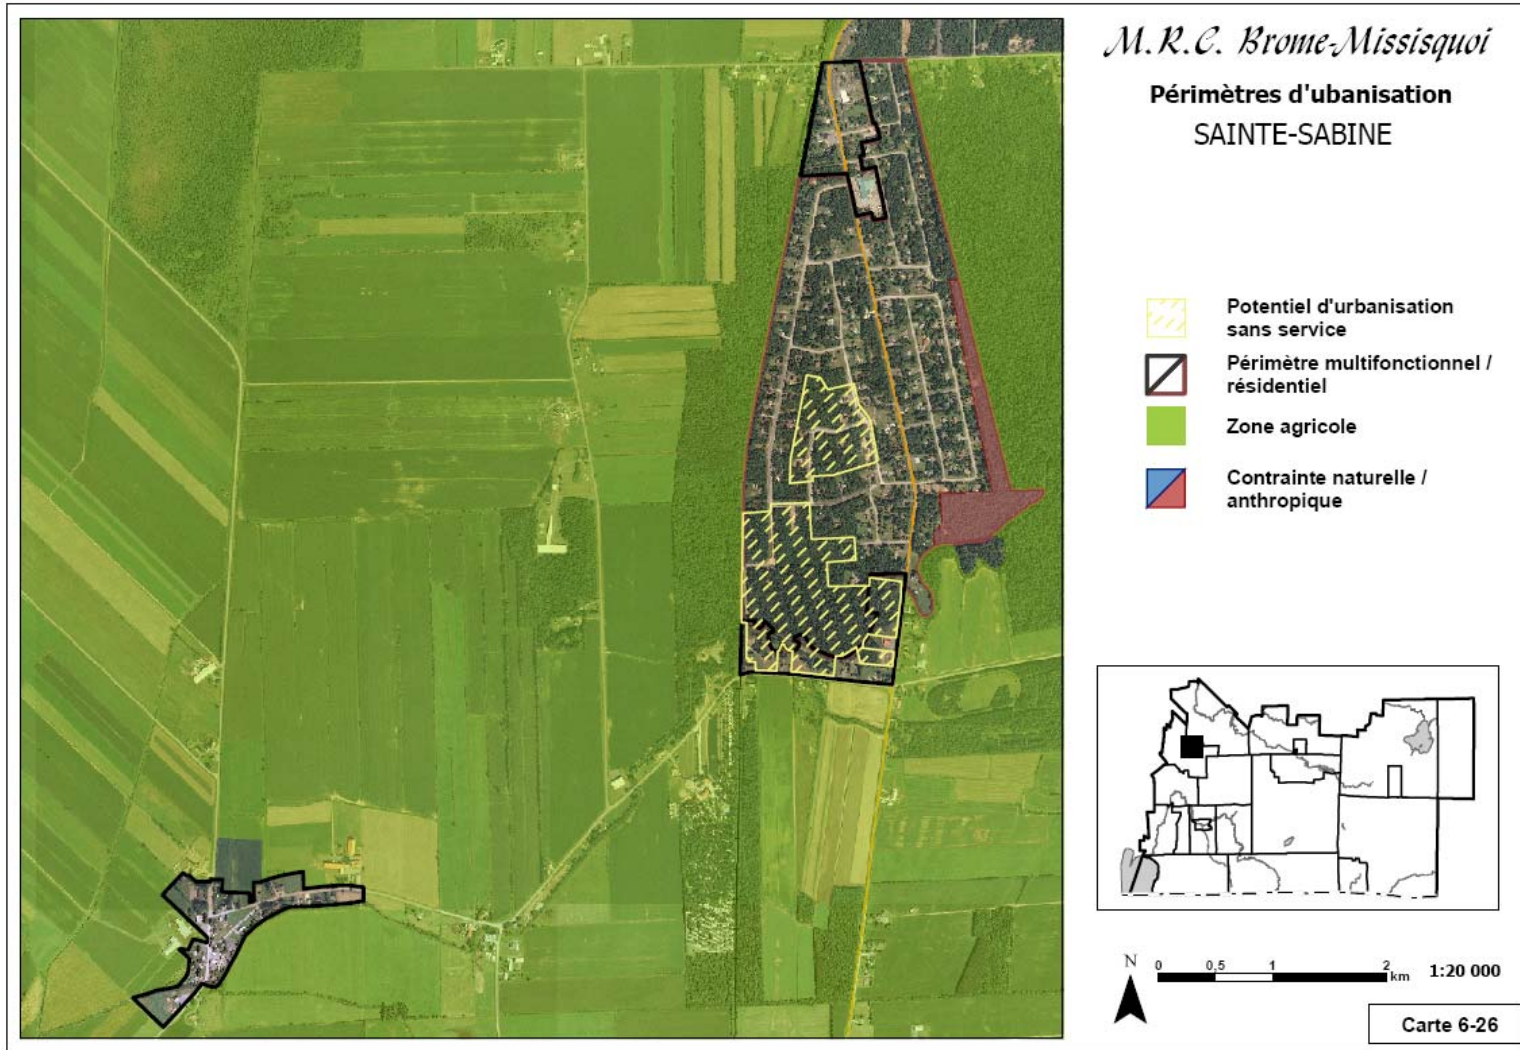 M.R.C. Brome-Missisquoi
Périmètres d'ubanisation
SAINTE-SABINE
Potentiel d'urbanisation
sans service
Périmètre multifonctionnel /
résidentiel
Zone agricole
Contrainte naturelle /
anthropique
N
0 0,5 1 2
km
1:20 000
Carte 6-26